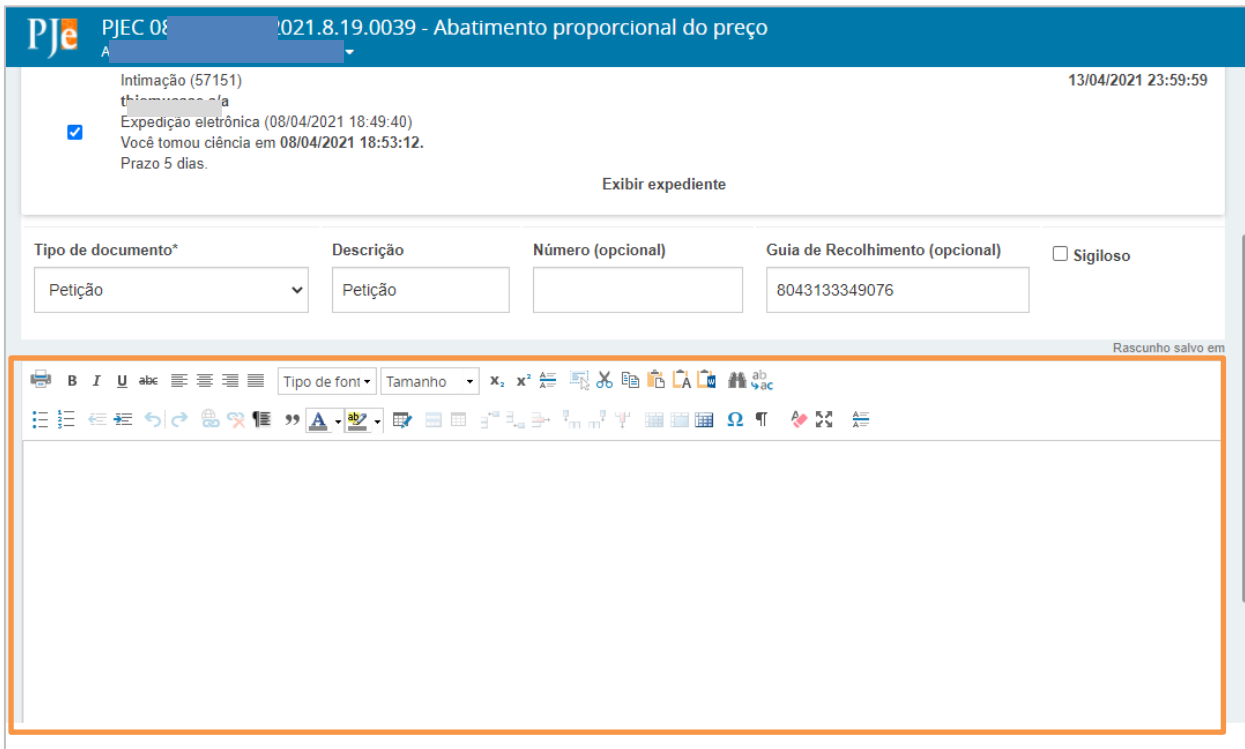 PJe PJEC 08 2021.8.19.0039 - Abatimento proporcional do preço
A
Intimação (57151) 13/04/2021 23:59:59
Expedição eletrônica (08/04/2021 18:49:40)
Você tomou ciência em 08/04/2021 18:53:12.
Prazo 5 dias.
Exibir expediente
Tipo de documento* Descrição Número (opcional) Guia de Recolhimento (opcional) Sigiloso
Petição Petição 8043133349076
Rascunho salvo em
Tipo de font Tamanho